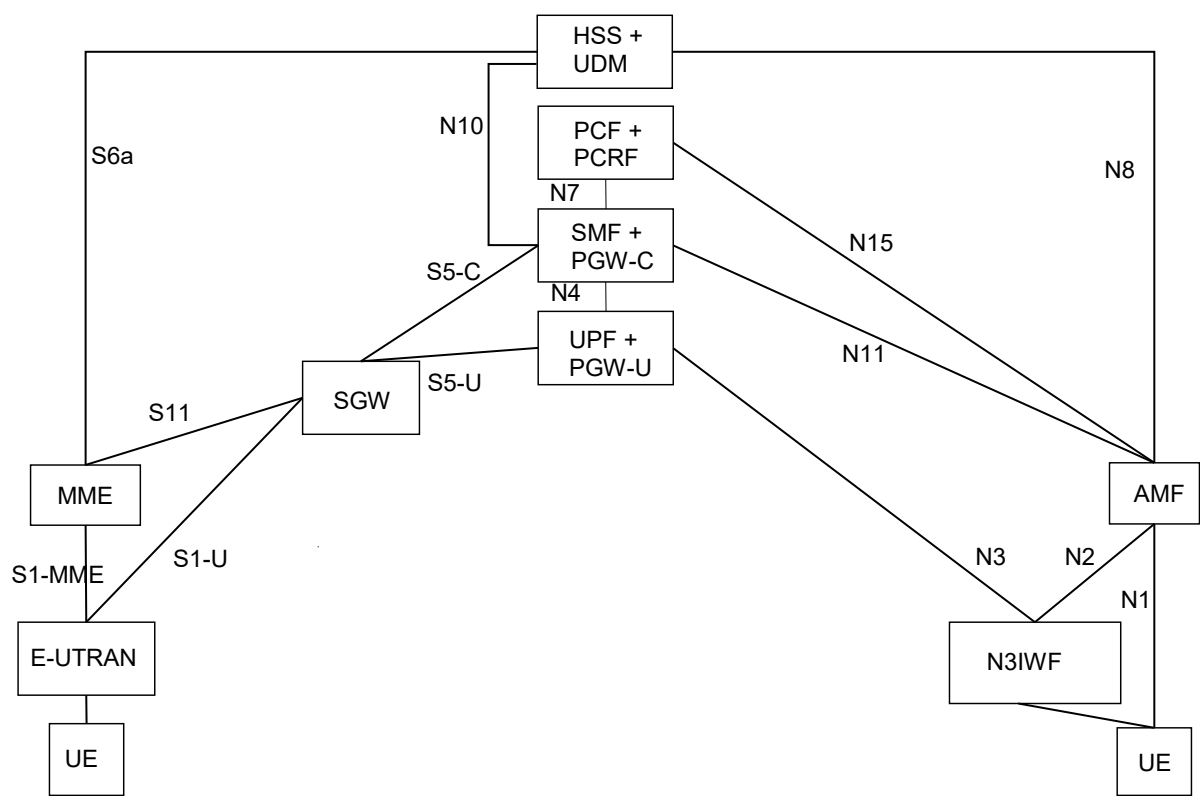 HSS +
UDM
N10
PCF +
PCRF
S6a
N8
N7
SMF +
PGW-C
N15
S5-C
N4
UPF +
PGW-U
N11
S5-U
SGW
S11
MME
AMF
S1-U
N3
N2
S1-MME
N1
E-UTRAN
N3IWF
UE
UE